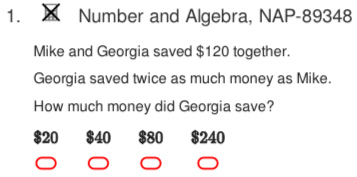 1. Number and Algebra, NAP-89348
Mike and Georgia saved $120 together.
Georgia saved twice as much money as Mike.
How much money did Georgia save?
$20 $40 $80 $240